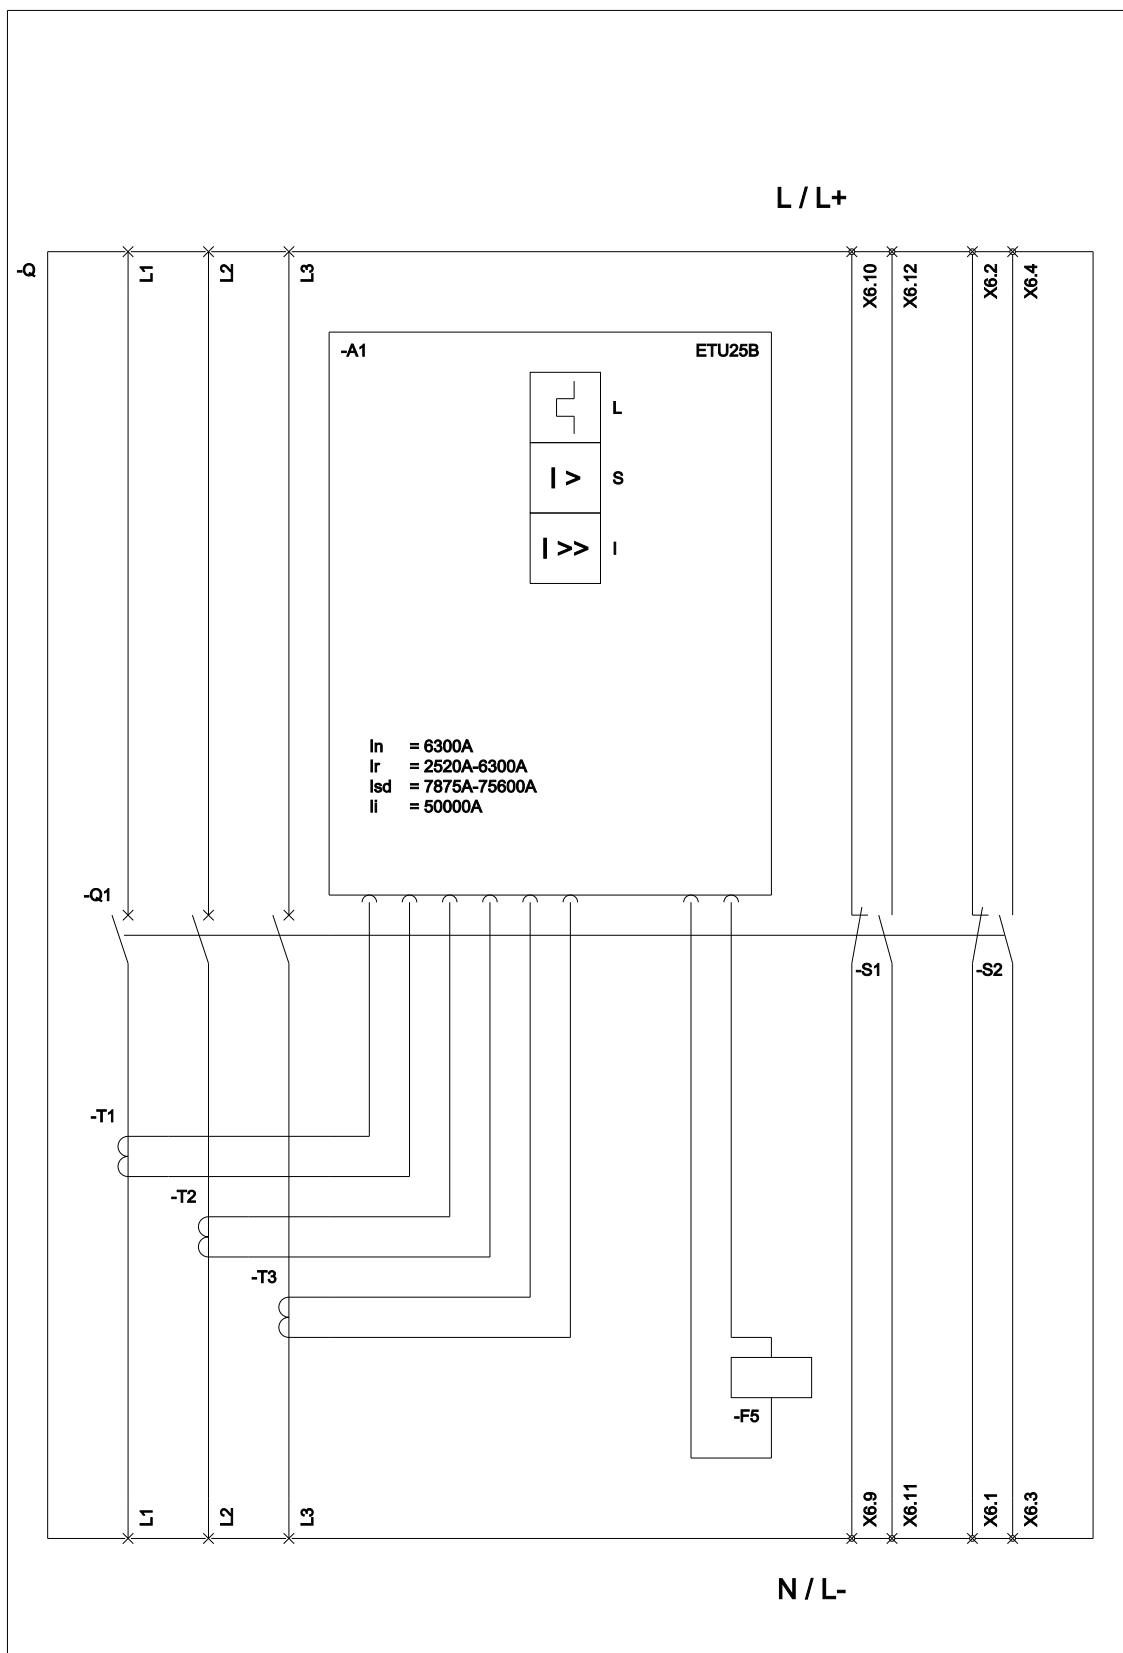 L / L+
-Q
L1
L2
L3
X6.10
X6.12
X6.2
X6.4
-A1
ETU25B
L
I >
S
I >>
I
In = 6300A
Ir = 2520A-6300A
Isd = 7875A-75600A
Ii = 50000A
-Q1
-S1
-S2
-T1
-T2
-T3
-F5
L1
L2
L3
X6.9
X6.11
X6.1
X6.3
N / L-